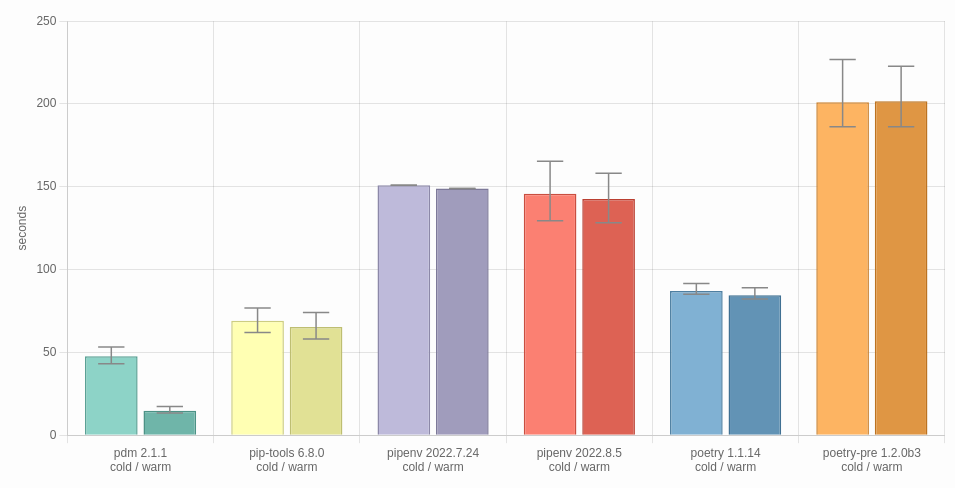 250
200
150
100
50
0
seconds
pdm 2.1.1
cold / warm
pip-tools 6.8.0
cold / warm
pipenv 2022.7.24
cold / warm
pipenv 2022.8.5
cold / warm
poetry 1.1.14
cold / warm
poetry-pre 1.2.0b3
cold / warm